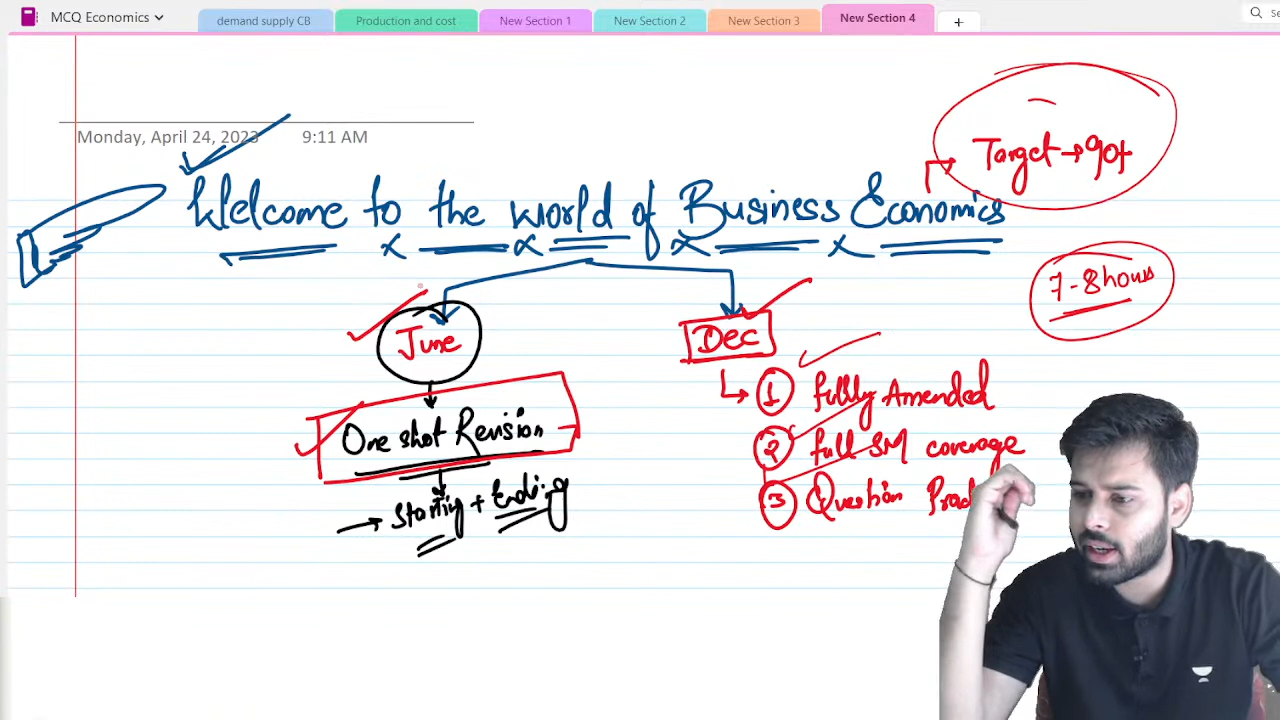 MCQ Economics
demand supply CB
Production and cost
New Section 1
New Section 2
New Section 3
New Section 4
+
Monday, April 24, 2023 9:11 AM
Target → 90+
Welcome to the world of Business Economics
7-8 hours
June
Dec
One shot Revision
Starting + Ending
① fully Amended
② full SM coverage
③ Question